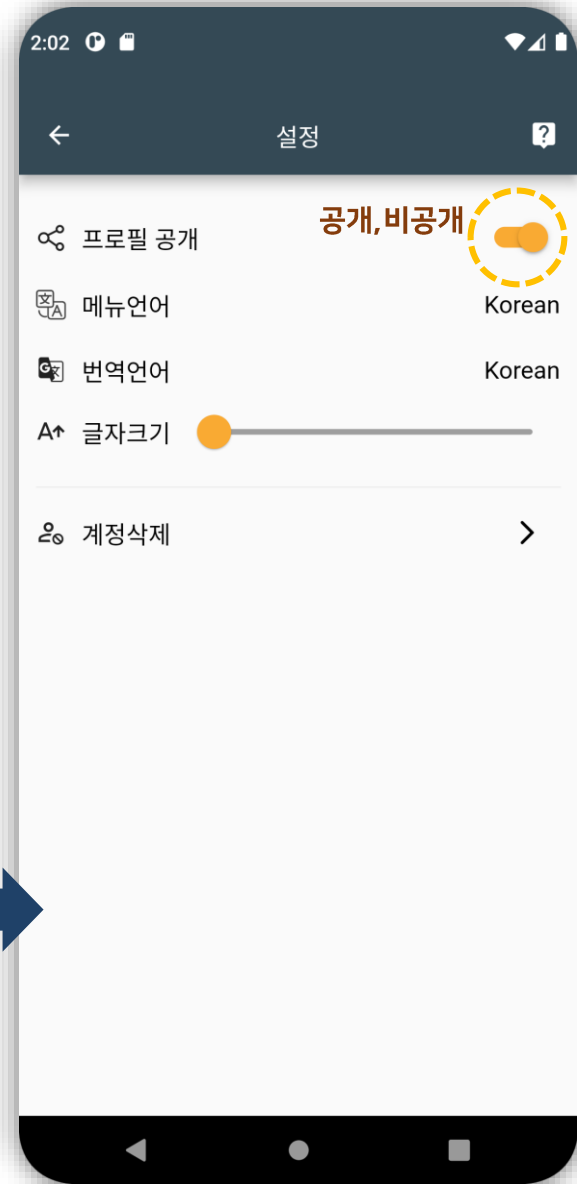 2:02
설정
프로필 공개
공개,비공개
메뉴언어 Korean
번역언어 Korean
글자크기
계정삭제